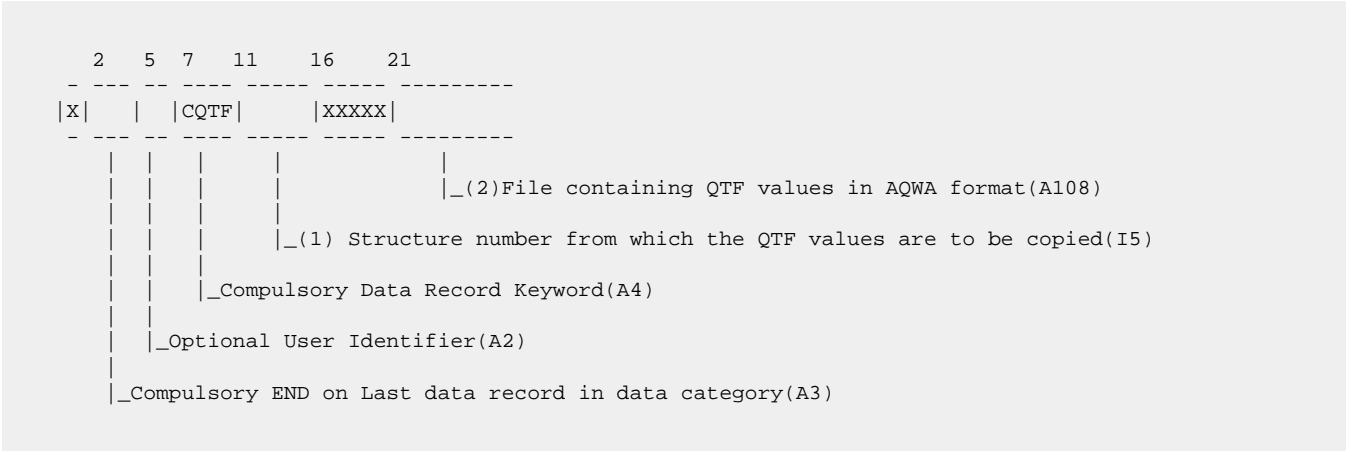 2 5 7 11 16 21
- --- -- ---- ----- ----- ---------
|X| | |CQTF| |XXXXX|
- --- -- ---- ----- ----- ---------
| | | | |
| | | | |_(2)File containing QTF values in AQWA format(A108)
| | | |
| | | |_(1) Structure number from which the QTF values are to be copied(I5)
| | |
| | |_Compulsory Data Record Keyword(A4)
| |
| |_Optional User Identifier(A2)
|
|_Compulsory END on Last data record in data category(A3)